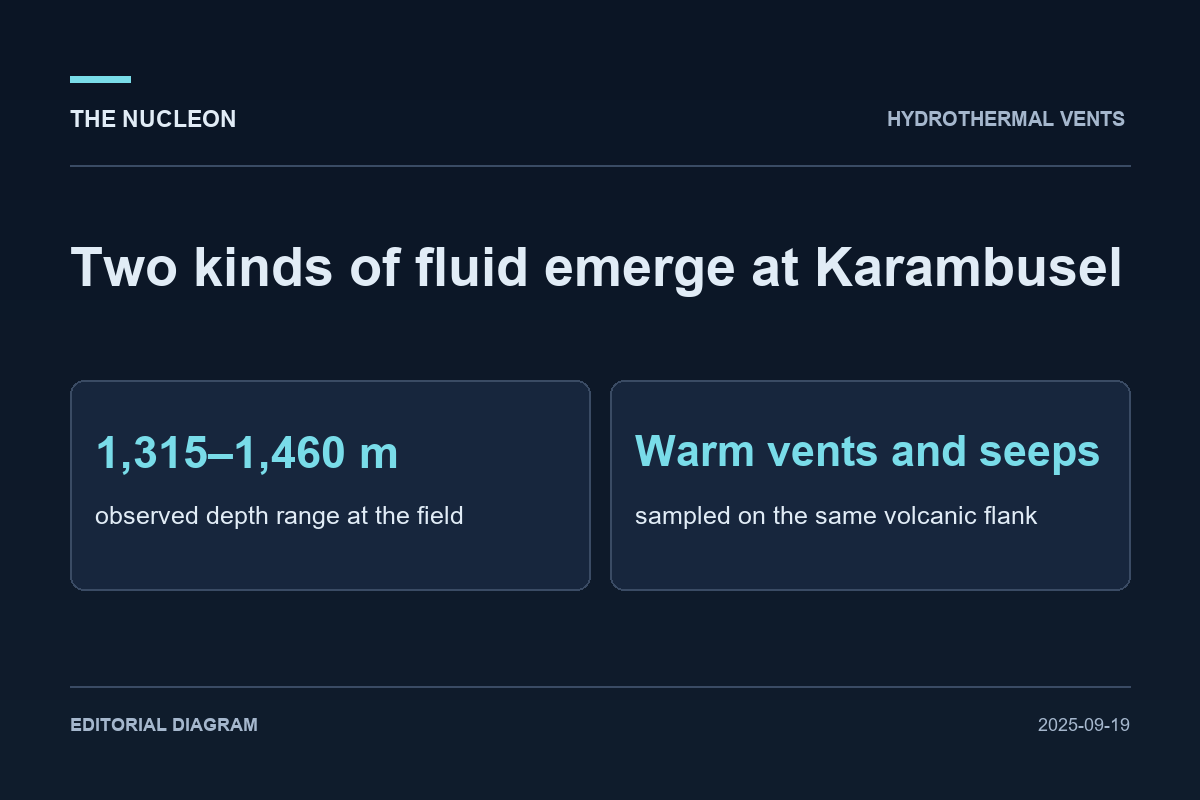 THE NUCLEON
HYDROTHERMAL VENTS
Two kinds of fluid emerge at Karambusel
1,315–1,460 m
observed depth range at the field
Warm vents and seeps
sampled on the same volcanic flank
EDITORIAL DIAGRAM
2025-09-19